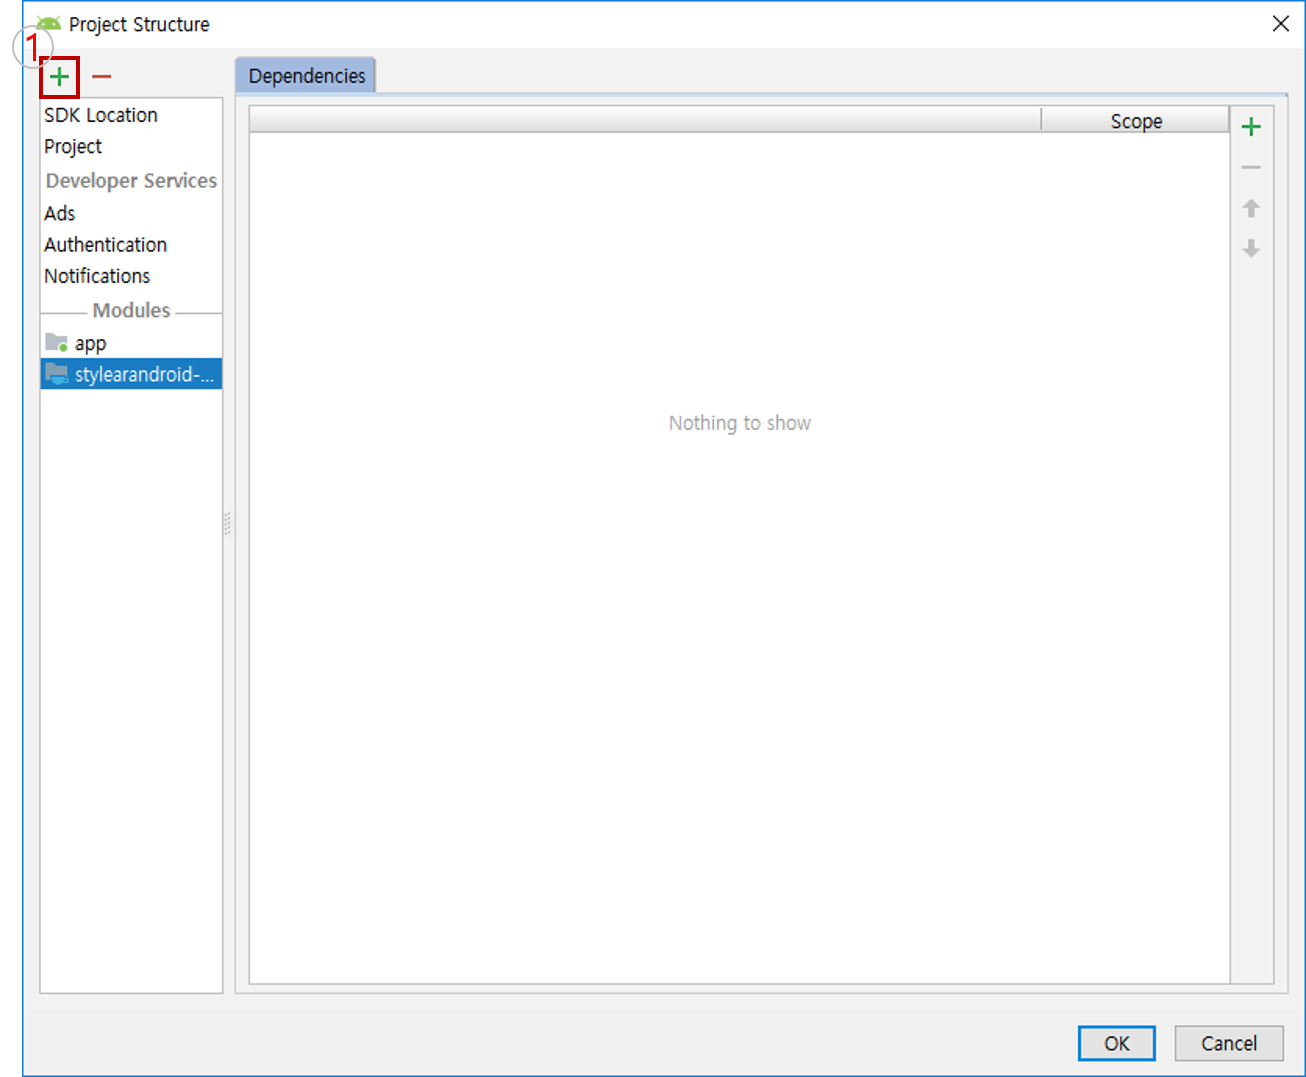 Project Structure
1
Dependencies
SDK Location
Project
Developer Services
Ads
Authentication
Notifications
Modules
app
stylearandroid-...
Scope
Nothing to show
OK
Cancel